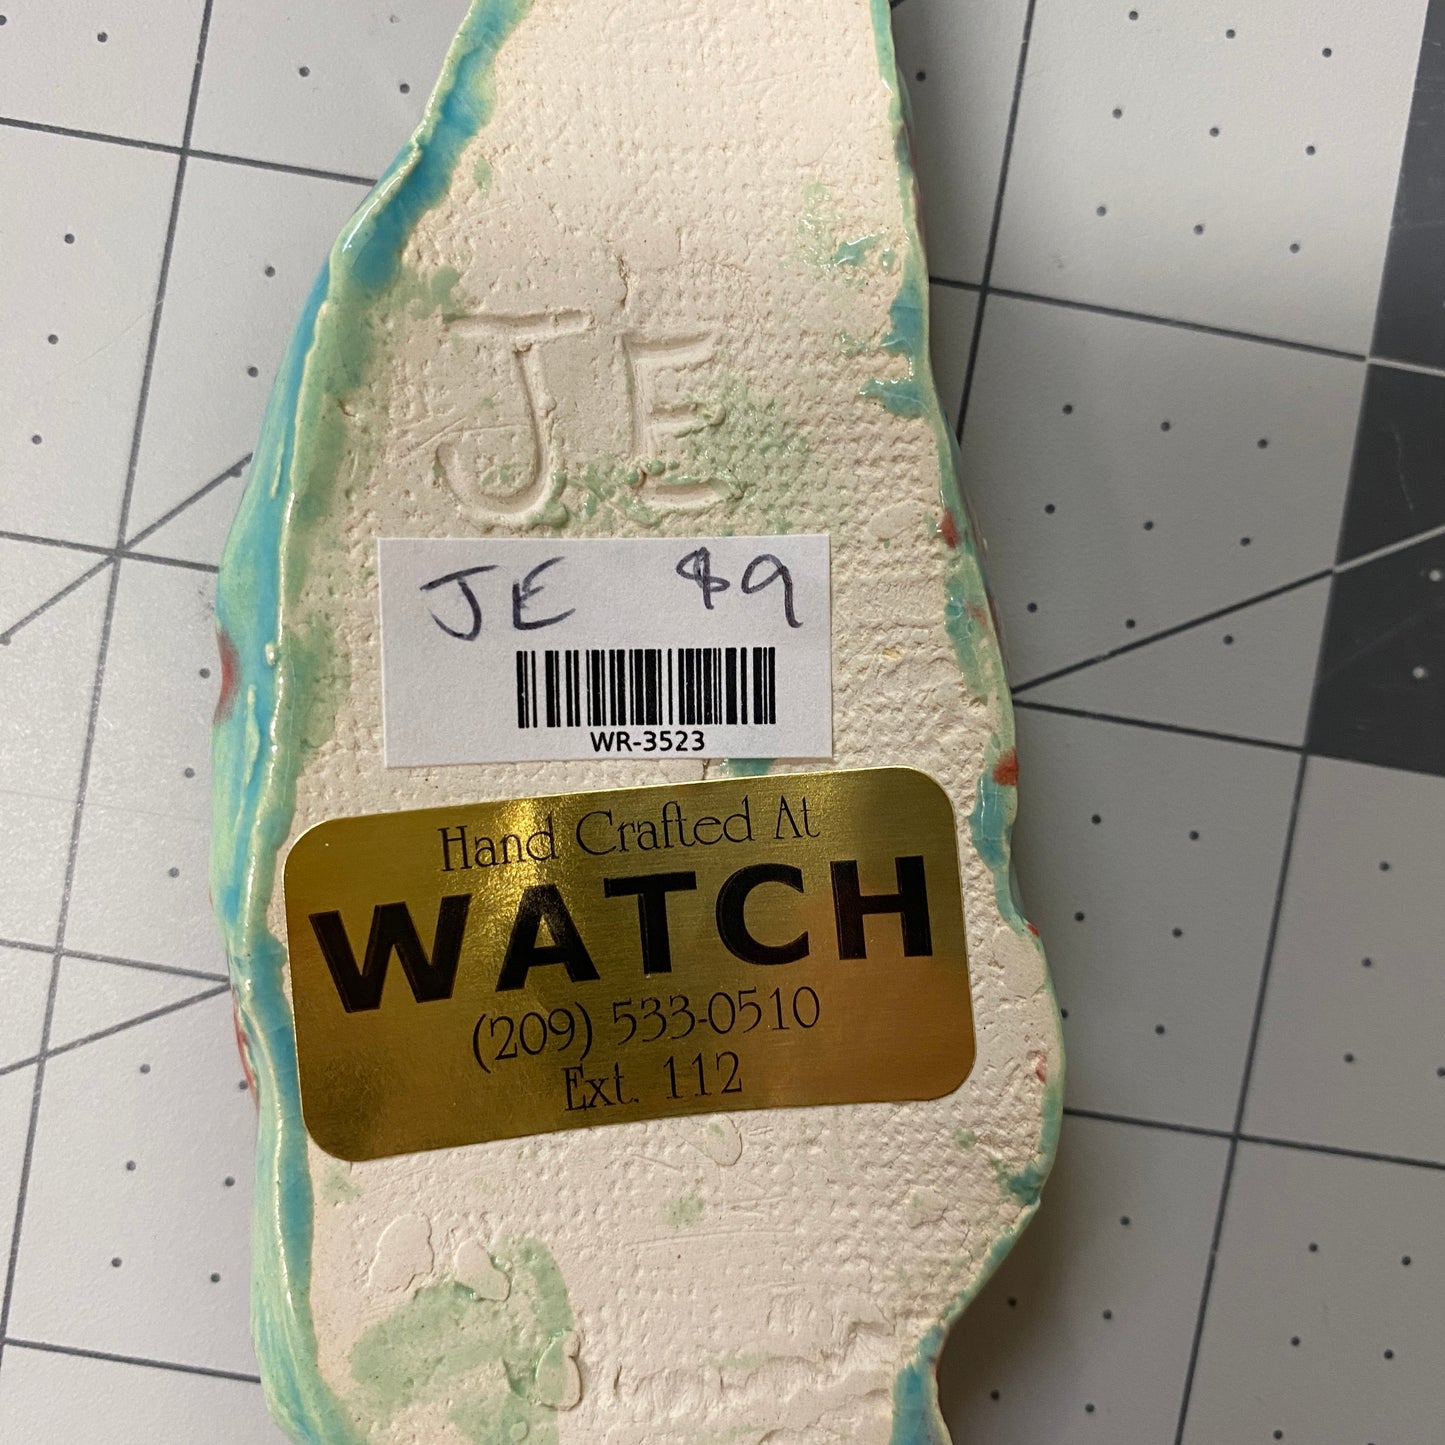 JE
JE $9
WR-3523
Hand Crafted At
WATCH
(209) 533-0510
Ext. 112